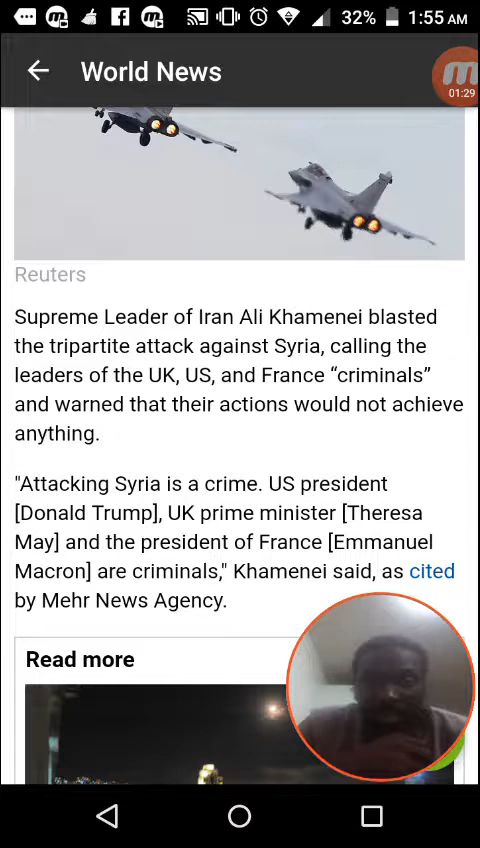 32% 1:55 AM
World News
01:29
Reuters
Supreme Leader of Iran Ali Khamenei blasted
the tripartite attack against Syria, calling the
leaders of the UK, US, and France “criminals”
and warned that their actions would not achieve
anything.
"Attacking Syria is a crime. US president
[Donald Trump], UK prime minister [Theresa
May] and the president of France [Emmanuel
Macron] are criminals," Khamenei said, as cited
by Mehr News Agency.
Read more